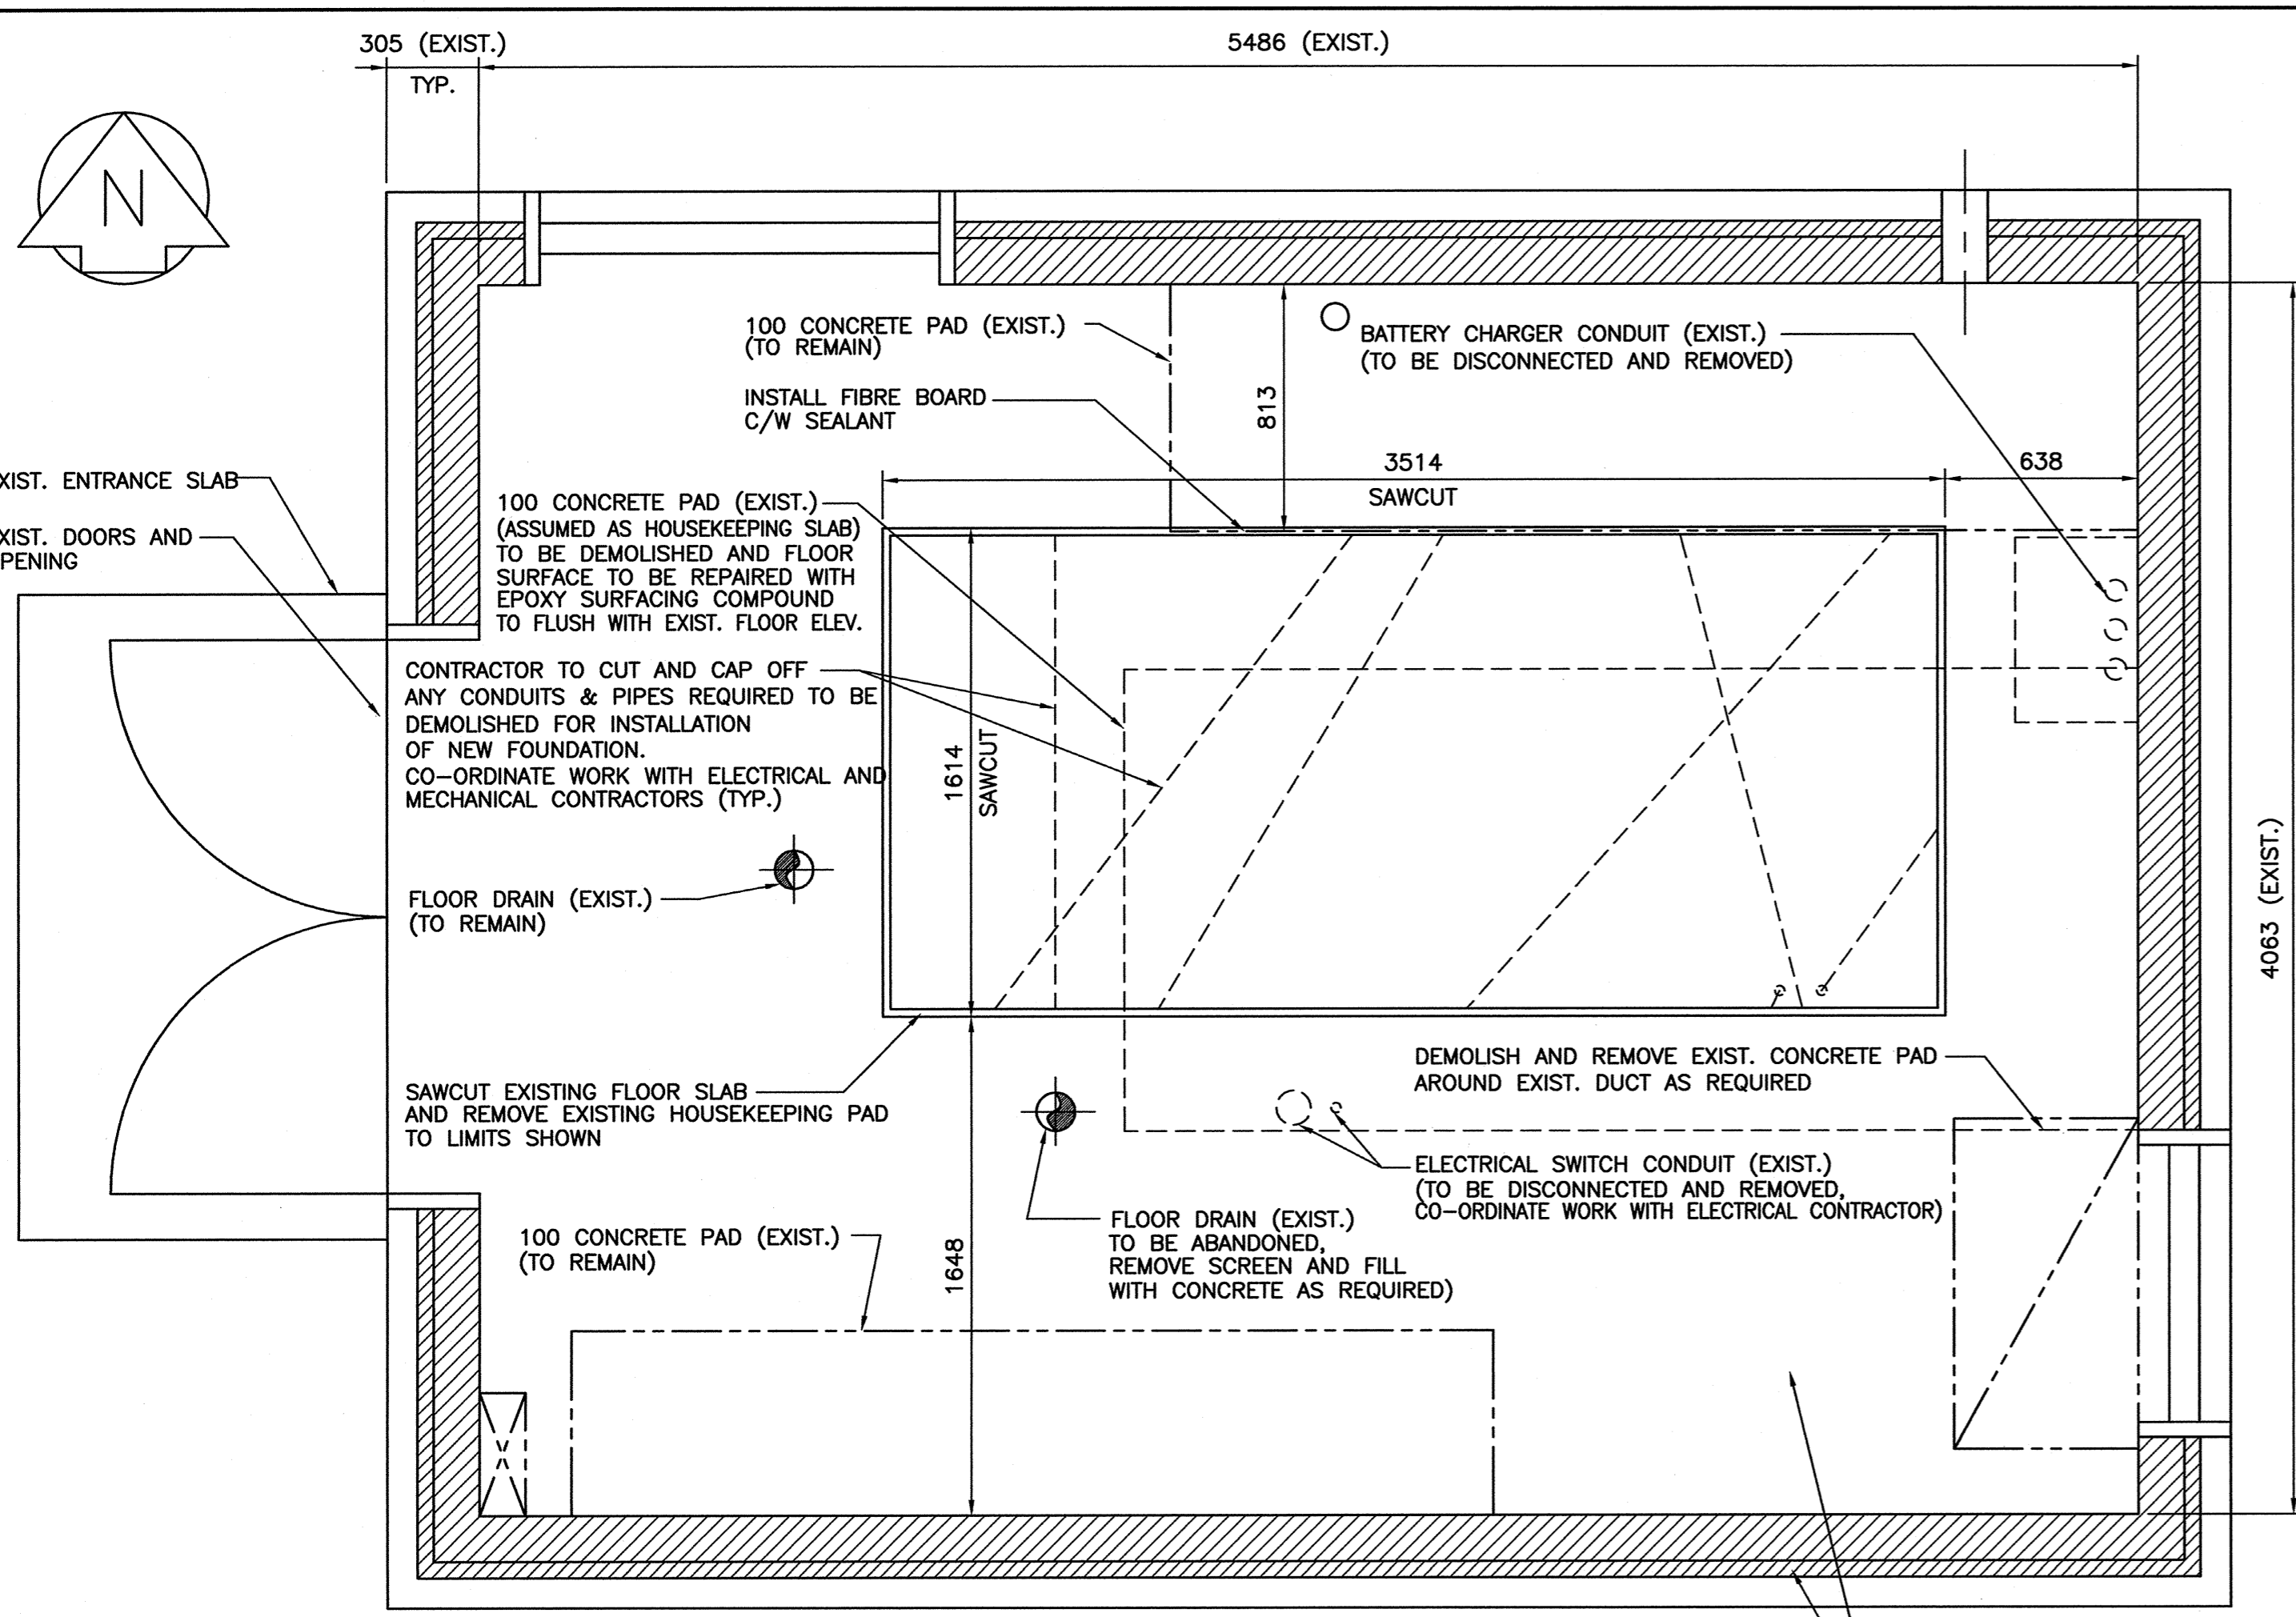 305 (EXIST.)
TYP.
5486 (EXIST.)
N
100 CONCRETE PAD (EXIST.)
(TO REMAIN)
BATTERY CHARGER CONDUIT (EXIST.)
(TO BE DISCONNECTED AND REMOVED)
INSTALL FIBRE BOARD
C/W SEALANT
813
3514
SAWCUT
638
XIST. ENTRANCE SLAB
XIST. DOORS AND
PENING
100 CONCRETE PAD (EXIST.)
(ASSUMED AS HOUSEKEEPING SLAB)
TO BE DEMOLISHED AND FLOOR
SURFACE TO BE REPAIRED WITH
EPOXY SURFACING COMPOUND
TO FLUSH WITH EXIST. FLOOR ELEV.
CONTRACTOR TO CUT AND CAP OFF
ANY CONDUITS & PIPES REQUIRED TO BE
DEMOLISHED FOR INSTALLATION
OF NEW FOUNDATION.
CO-ORDINATE WORK WITH ELECTRICAL AND
MECHANICAL CONTRACTORS (TYP.)
1614
SAWCUT
4063 (EXIST.)
FLOOR DRAIN (EXIST.)
(TO REMAIN)
SAWCUT EXISTING FLOOR SLAB
AND REMOVE EXISTING HOUSEKEEPING PAD
TO LIMITS SHOWN
DEMOLISH AND REMOVE EXIST. CONCRETE PAD
AROUND EXIST. DUCT AS REQUIRED
ELECTRICAL SWITCH CONDUIT (EXIST.)
(TO BE DISCONNECTED AND REMOVED,
CO-ORDINATE WORK WITH ELECTRICAL CONTRACTOR)
FLOOR DRAIN (EXIST.)
TO BE ABANDONED,
REMOVE SCREEN AND FILL
WITH CONCRETE AS REQUIRED)
100 CONCRETE PAD (EXIST.)
(TO REMAIN)
1648